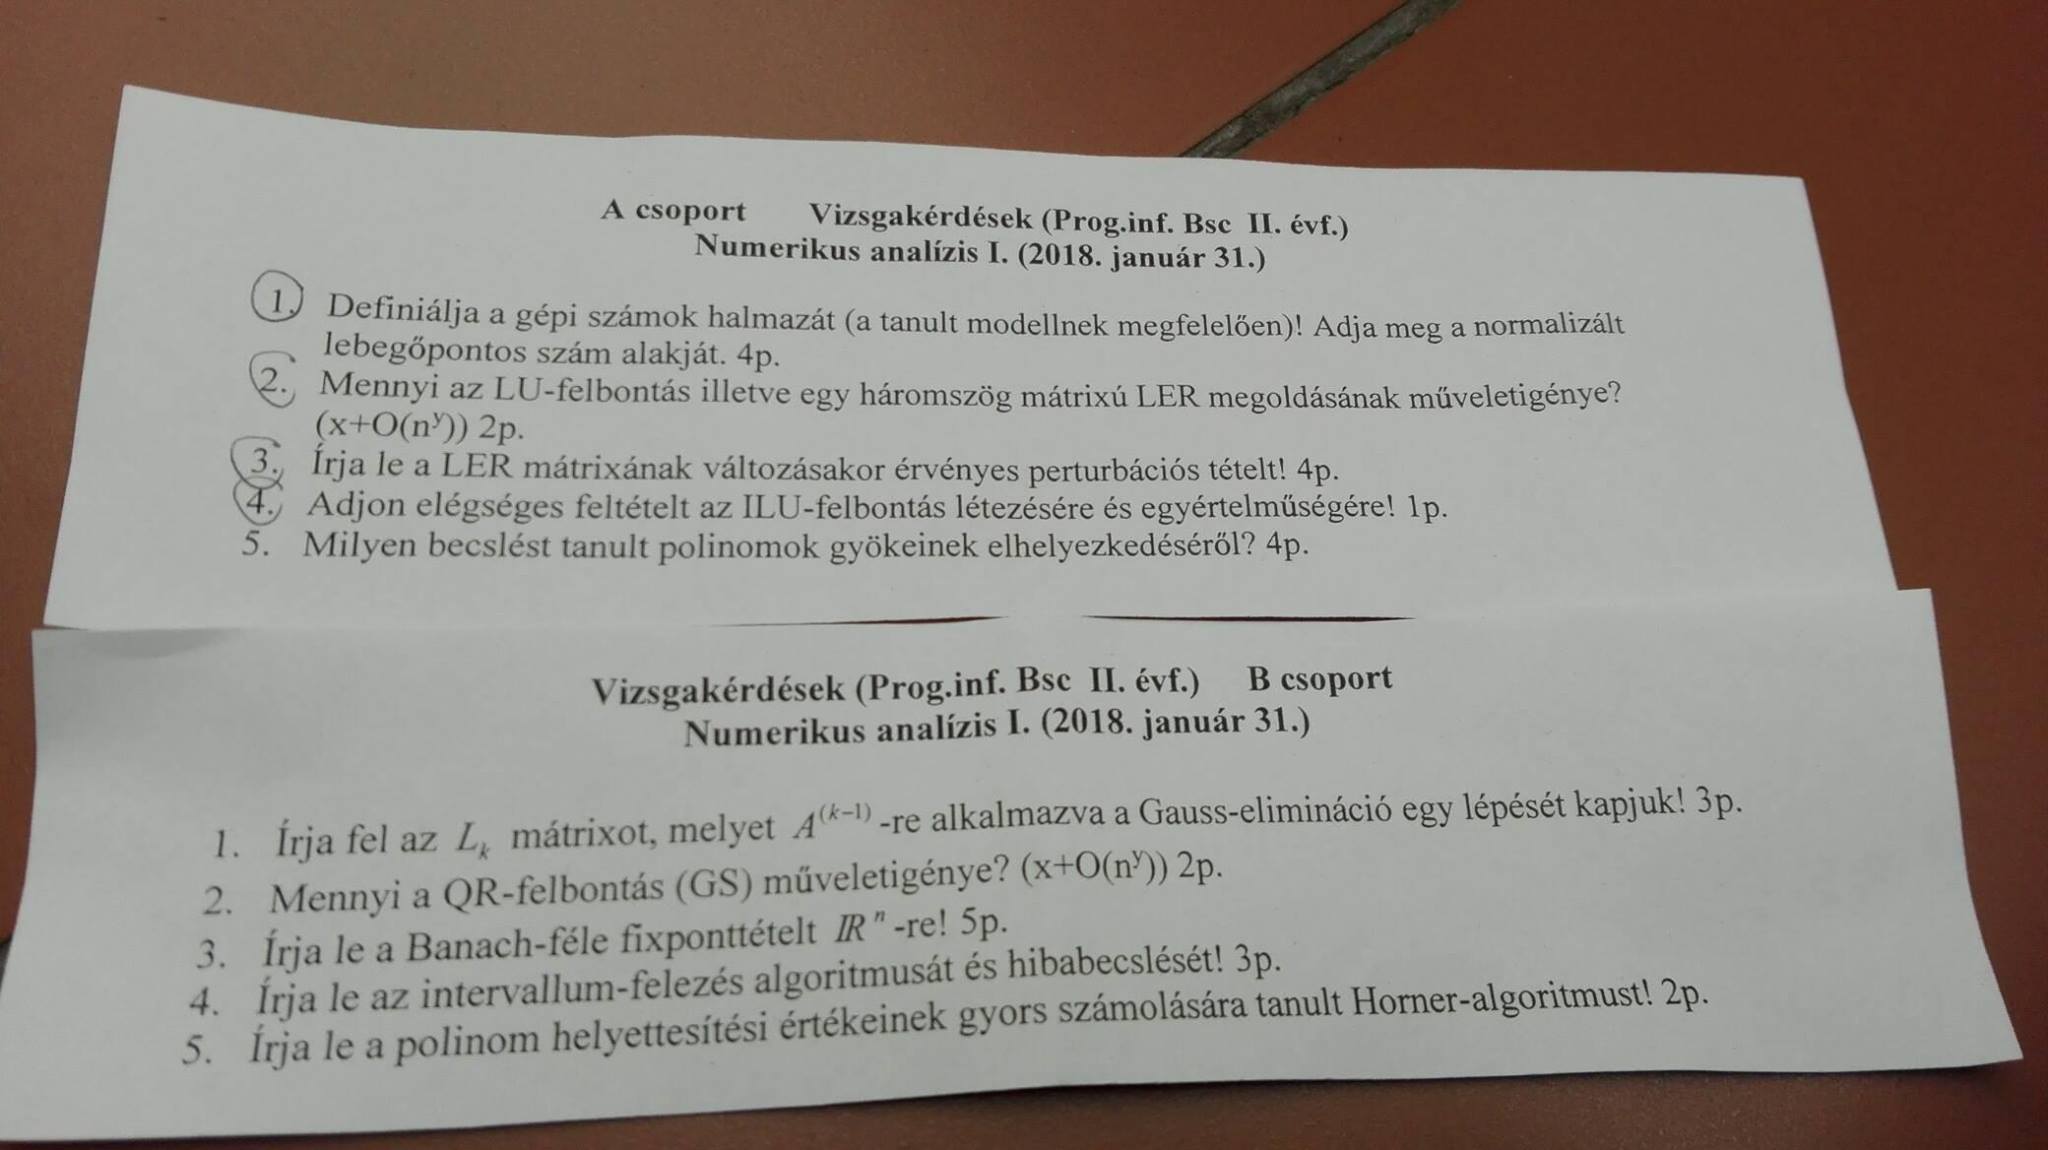 A csoport Vizsgakérdések (Prog.inf. Bsc II. évf.)
Numerikus analízis I. (2018. január 31.)
1. Definiálja a gépi számok halmazát (a tanult modellnek megfelelően)! Adja meg a normalizált
lebegőpontos szám alakját. 4p.
2. Mennyi az LU-felbontás illetve egy háromszög mátrixú LER megoldásának műveletigénye?
(x+O(nʸ)) 2p.
3. Írja le a LER mátrixának változásakor érvényes perturbációs tételt! 4p.
4. Adjon elégséges feltételt az ILU-felbontás létezésére és egyértelműségére! 1p.
5. Milyen becslést tanult polinomok gyökeinek elhelyezkedéséről? 4p.
Vizsgakérdések (Prog.inf. Bsc II. évf.) B csoport
Numerikus analízis I. (2018. január 31.)
1. Írja fel az Lₖ mátrixot, melyet A⁽ᵏ⁻¹⁾ -re alkalmazva a Gauss-elimináció egy lépését kapjuk! 3p.
2. Mennyi a QR-felbontás (GS) műveletigénye? (x+O(nʸ)) 2p.
3. Írja le a Banach-féle fixponttételt IRⁿ -re! 5p.
4. Írja le az intervallum-felezés algoritmusát és hibabecslését! 3p.
5. Írja le a polinom helyettesítési értékeinek gyors számolására tanult Horner-algoritmust! 2p.